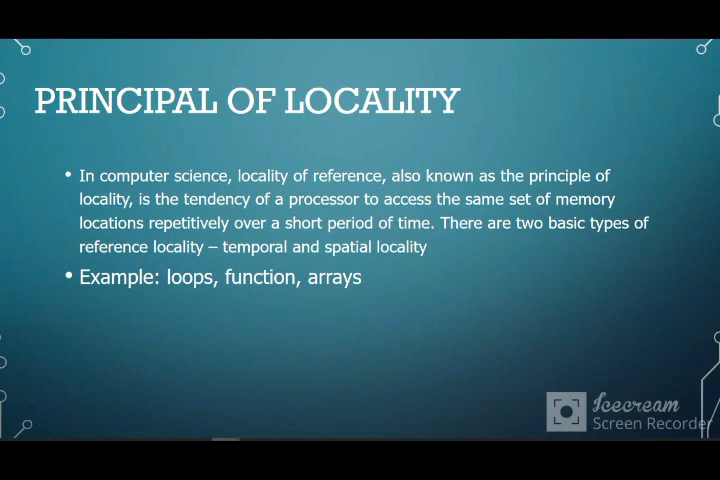 PRINCIPAL OF LOCALITY
• In computer science, locality of reference, also known as the principle of
locality, is the tendency of a processor to access the same set of memory
locations repetitively over a short period of time. There are two basic types of
reference locality – temporal and spatial locality
• Example: loops, function, arrays
Icecream
Screen Recorder